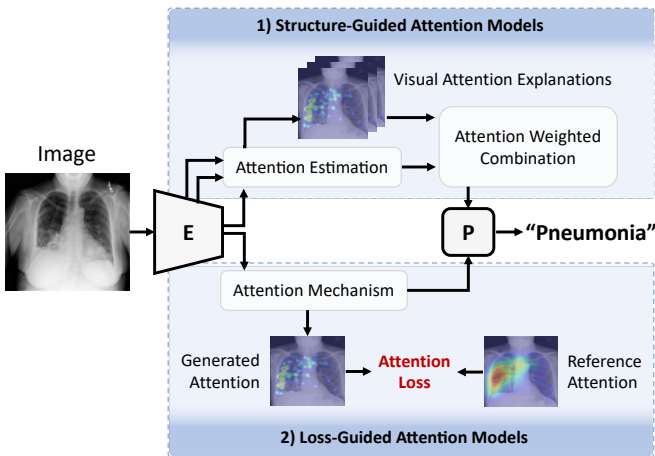 1) Structure-Guided Attention Models
Visual Attention Explanations
Image
Attention Estimation
Attention Weighted
Combination
E
P
“Pneumonia”
Attention Mechanism
Generated
Attention
Attention
Loss
Reference
Attention
2) Loss-Guided Attention Models